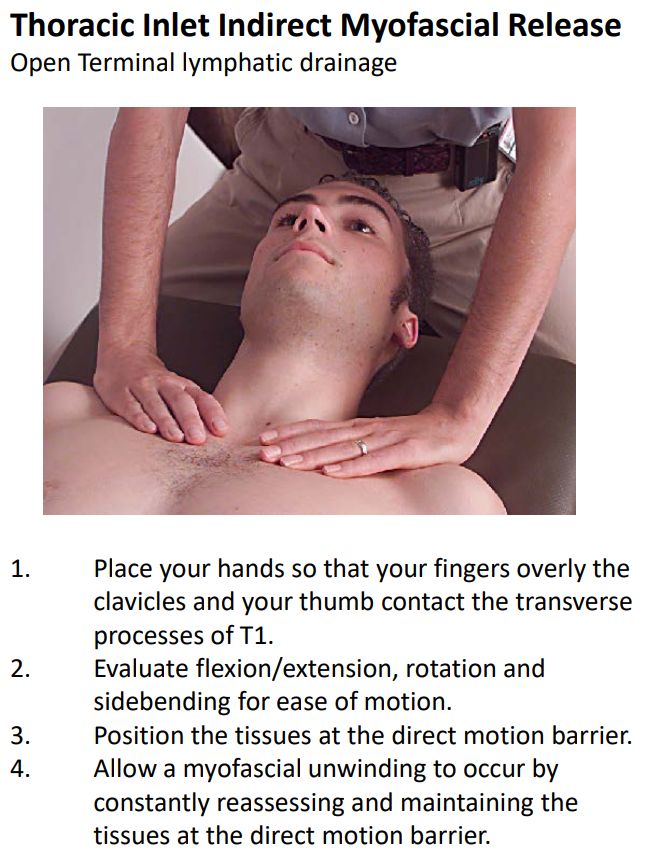 Thoracic Inlet Indirect Myofascial Release
Open Terminal lymphatic drainage
1. Place your hands so that your fingers overly the
clavicles and your thumb contact the transverse
processes of T1.
2. Evaluate flexion/extension, rotation and
sidebending for ease of motion.
3. Position the tissues at the direct motion barrier.
4. Allow a myofascial unwinding to occur by
constantly reassessing and maintaining the
tissues at the direct motion barrier.